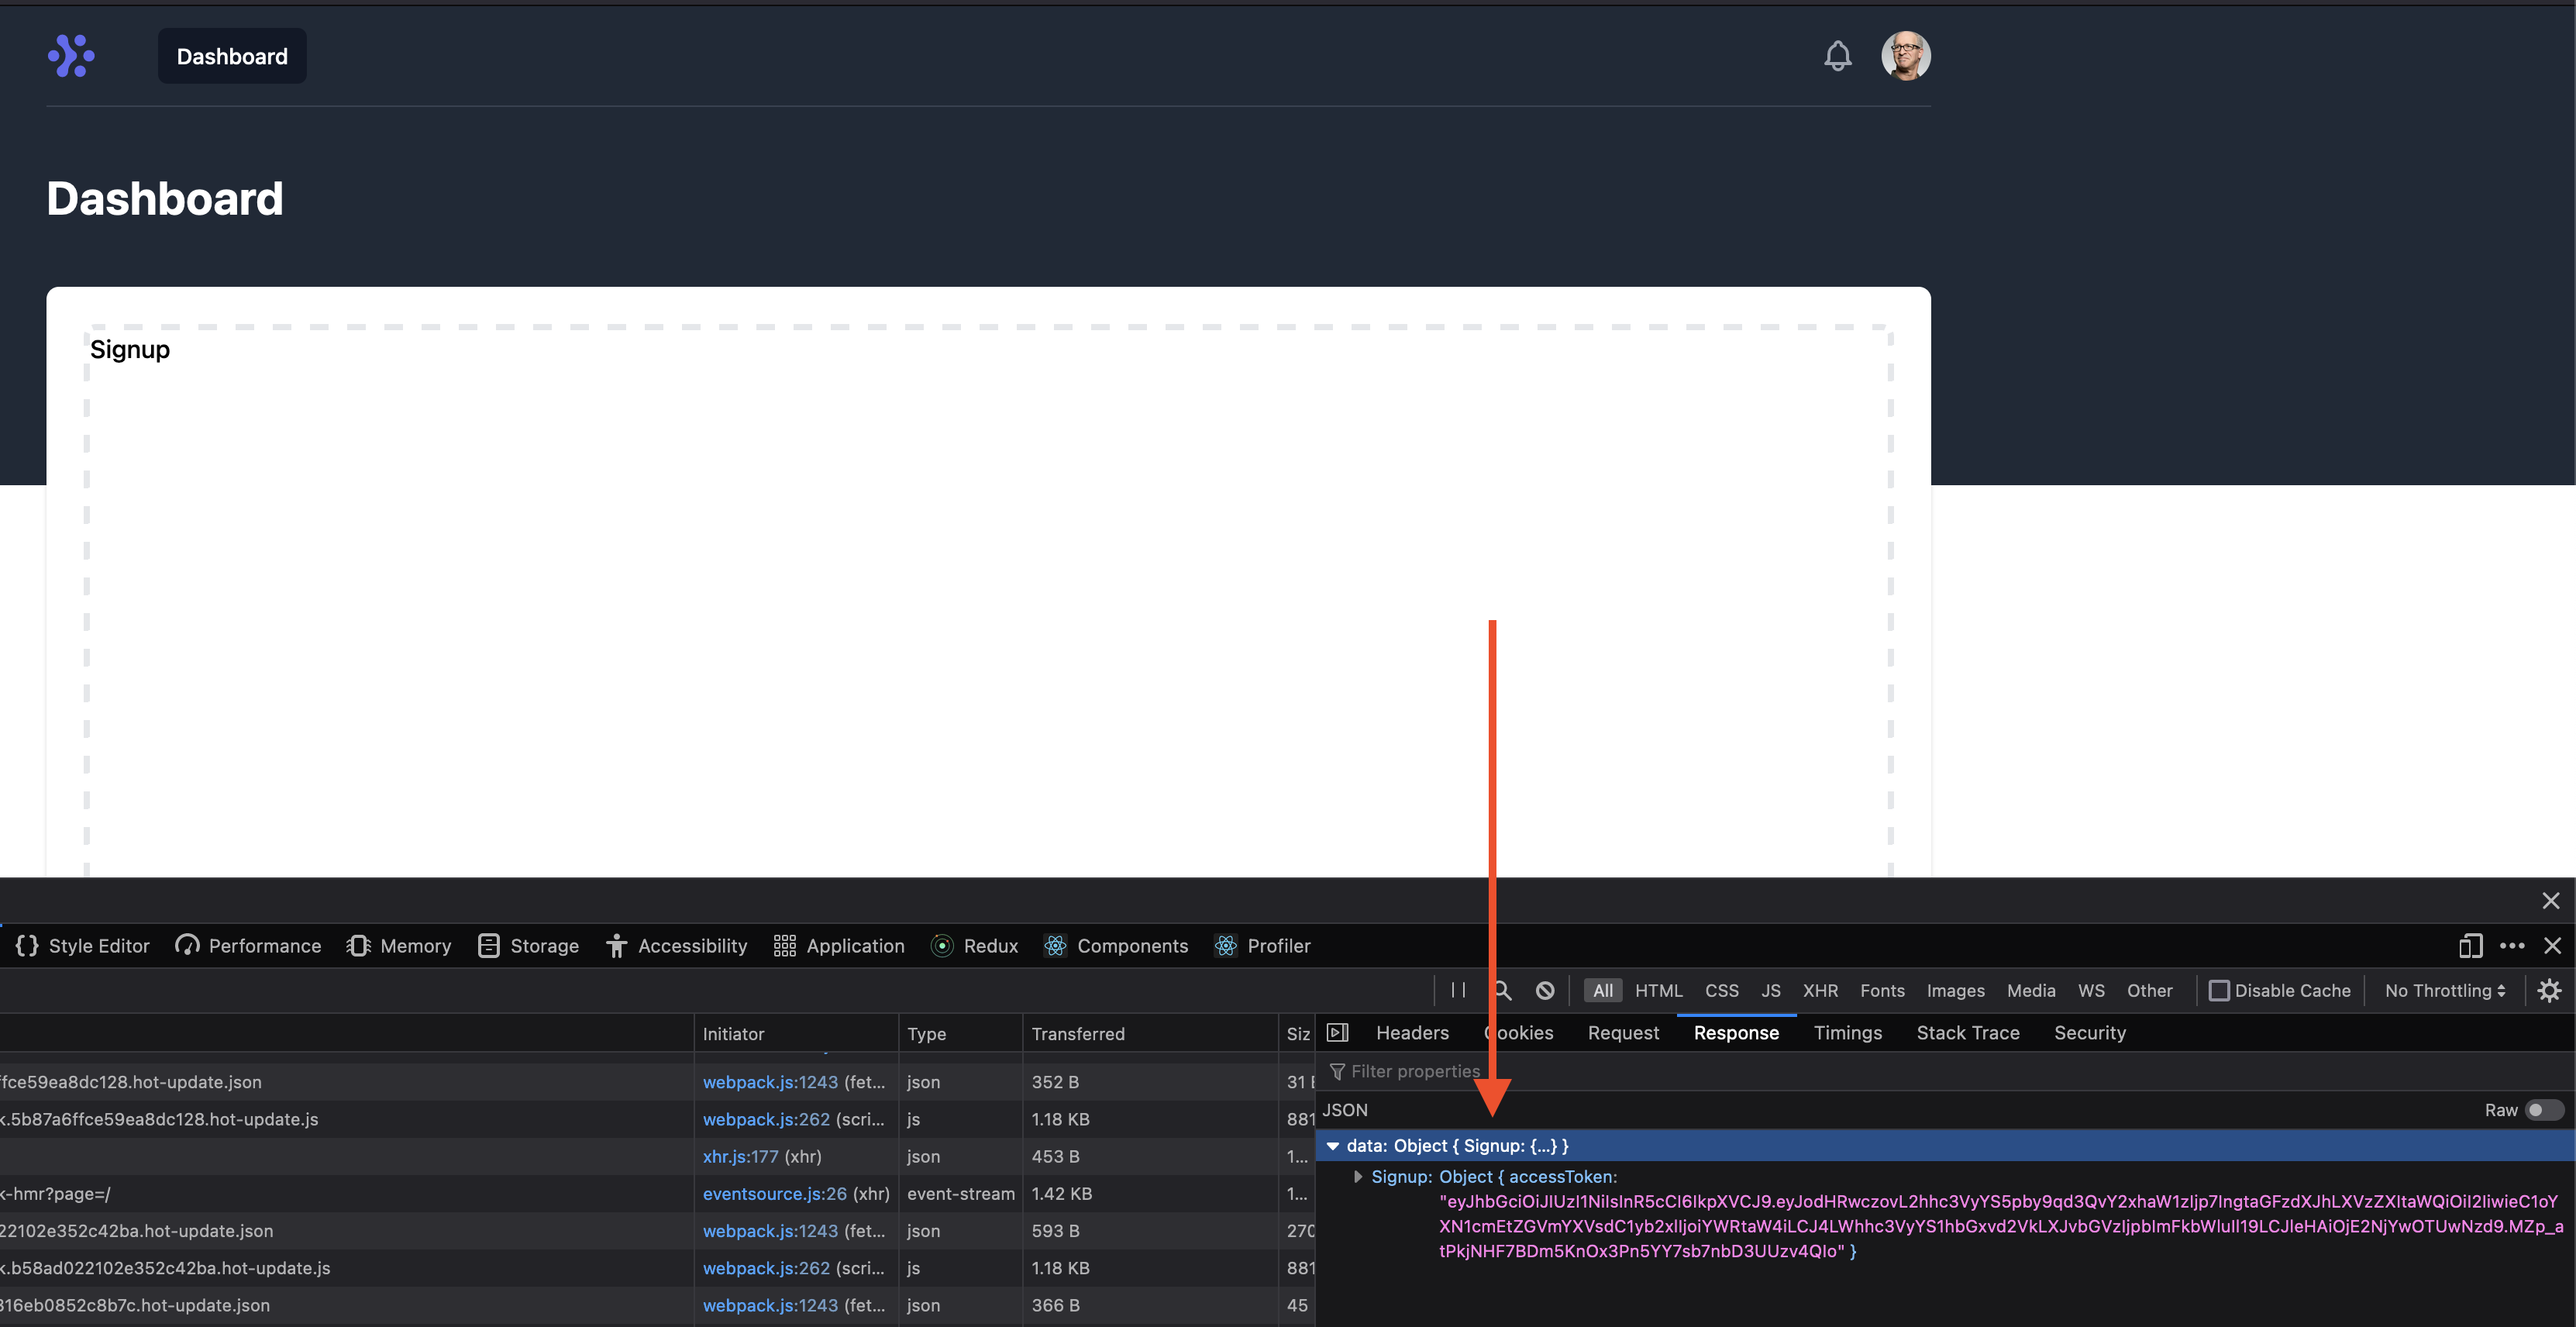 Dashboard
Dashboard
Signup
Style Editor Performance Memory Storage Accessibility Application Redux Components Profiler
All HTML CSS JS XHR Fonts Images Media WS Other Disable Cache No Throttling
Initiator Type Transferred Siz
Headers Cookies Request Response Timings Stack Trace Security
Filter properties
JSON Raw
ffce59ea8dc128.hot-update.json webpack.js:1243 (fet... json 352 B 31
k.5b87a6ffce59ea8dc128.hot-update.js webpack.js:262 (scri... js 1.18 KB 881
xhr.js:177 (xhr) json 453 B 1...
k-hmr?page=/ eventsource.js:26 (xhr) event-stream 1.42 KB 1...
22102e352c42ba.hot-update.json webpack.js:1243 (fet... json 593 B 270
k.b58ad022102e352c42ba.hot-update.js webpack.js:262 (scri... js 1.18 KB 881
316eb0852c8b7c.hot-update.json webpack.js:1243 (fet... json 366 B 45
data: Object { Signup: {...} }
Signup: Object { accessToken: